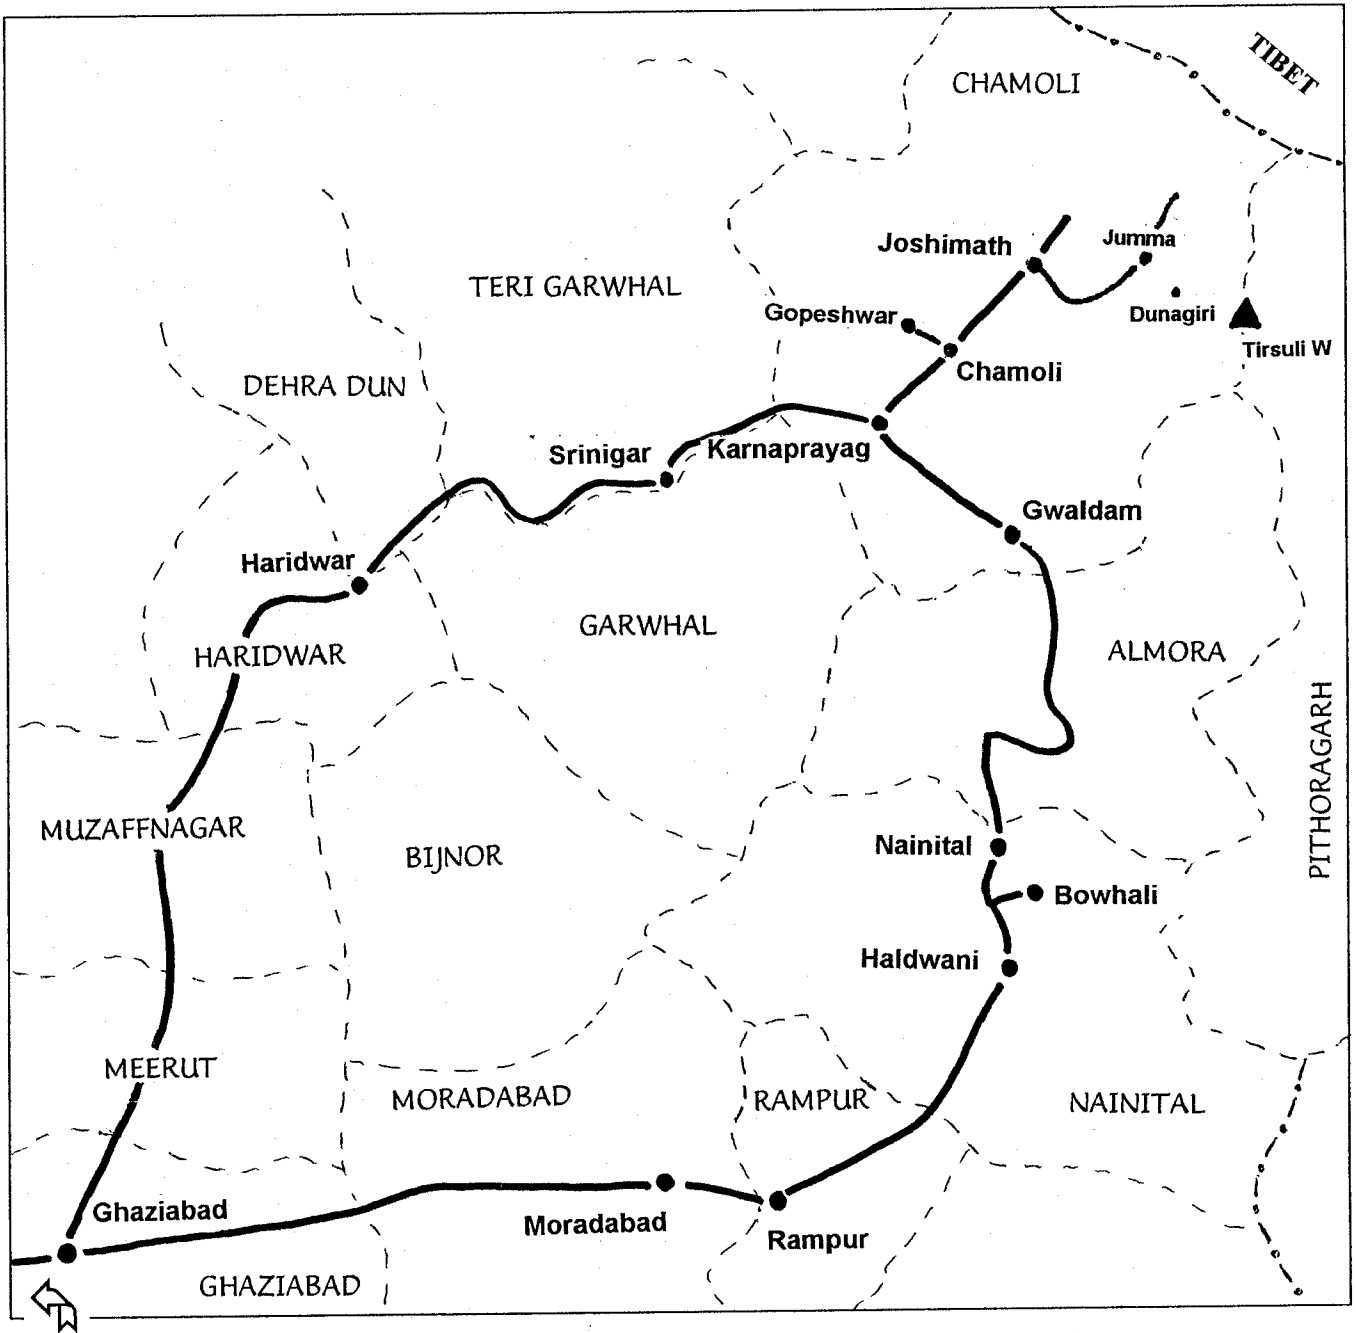 TIBET
CHAMOLI
Joshimath
Jumma
TERI GARWHAL
Gopeshwar
Dunagiri
Tirsuli W
Chamoli
DEHRA DUN
Srinigar
Karnaprayag
Gwaldam
Haridwar
GARWHAL
HARIDWAR
ALMORA
PITHORAGARH
MUZAFFNAGAR
BIJNOR
Nainital
Bowhali
Haldwani
MEERUT
MORADABAD
RAMPUR
NAINITAL
Ghaziabad
Moradabad
Rampur
GHAZIABAD